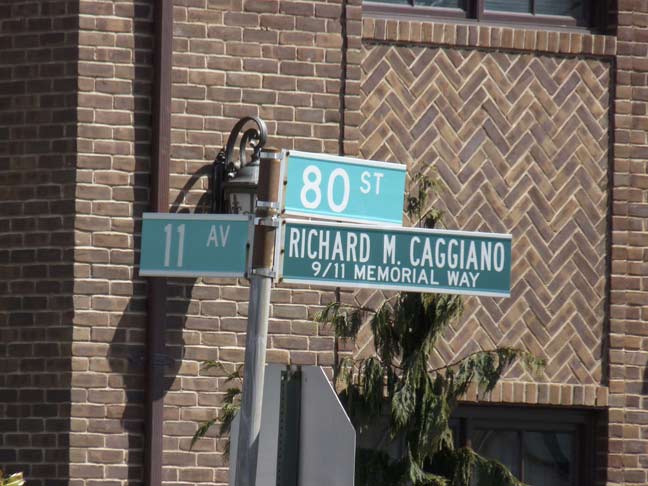 80 ST
11 AV
RICHARD M. CAGGIANO
9/11 MEMORIAL WAY